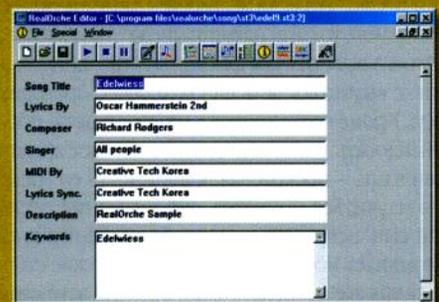 RealOrche Editor - [C:\program files\realorche\song\st3\edel9.st3:2]
File Special Window
Song Title Edelwiess
Lyrics By Oscar Hammerstein 2nd
Composer Richard Rodgers
Singer All people
MIDI By Creative Tech Korea
Lyrics Sync. Creative Tech Korea
Description RealOrche Sample
Keywords Edelwiess